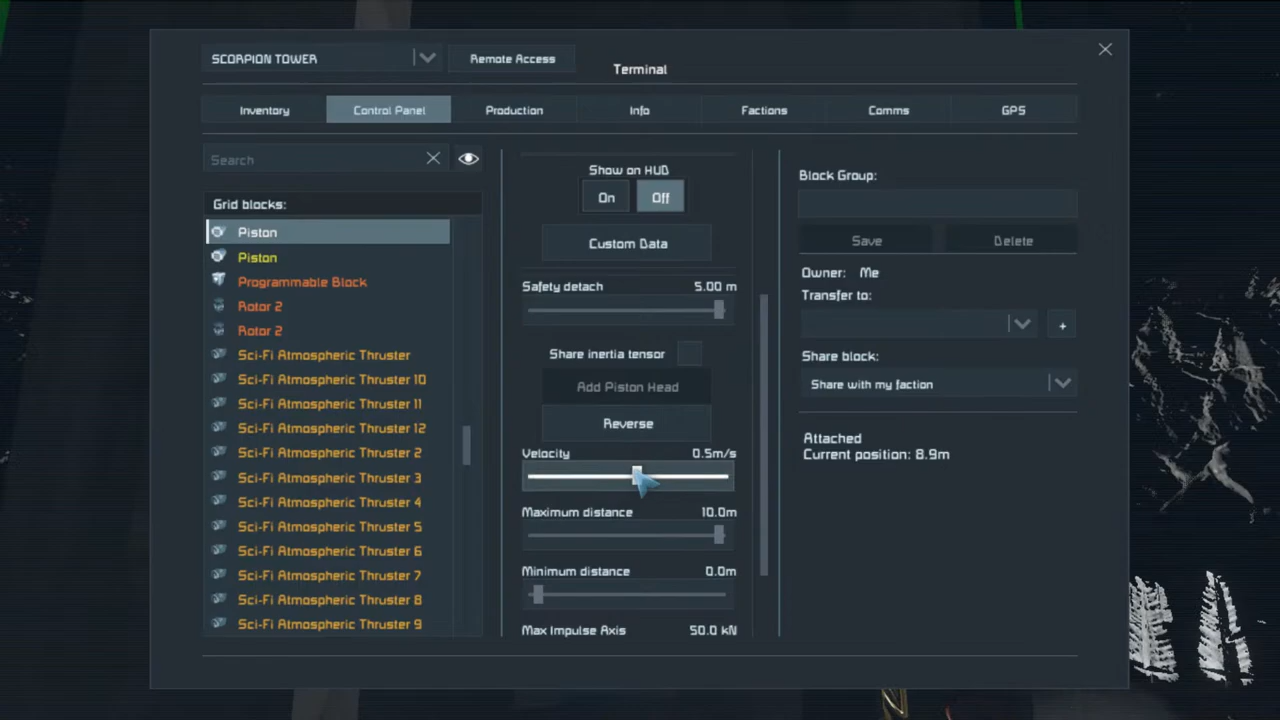 SCORPION TOWER
Remote Access
Terminal
Inventory
Control Panel
Production
Info
Factions
Comms
GPS
Search
Grid blocks:
Piston
Piston
Programmable Block
Rotor 2
Rotor 2
Sci-Fi Atmospheric Thruster
Sci-Fi Atmospheric Thruster 10
Sci-Fi Atmospheric Thruster 11
Sci-Fi Atmospheric Thruster 12
Sci-Fi Atmospheric Thruster 2
Sci-Fi Atmospheric Thruster 3
Sci-Fi Atmospheric Thruster 4
Sci-Fi Atmospheric Thruster 5
Sci-Fi Atmospheric Thruster 6
Sci-Fi Atmospheric Thruster 7
Sci-Fi Atmospheric Thruster 8
Sci-Fi Atmospheric Thruster 9
Show on HUD
On Off
Custom Data
Safety detach 5.00 m
Share inertia tensor
Add Piston Head
Reverse
Velocity 0.5m/s
Maximum distance 10.0m
Minimum distance 0.0m
Max Impulse Axis 50.0 kN
Block Group:
Save Delete
Owner: Me
Transfer to:
+
Share block:
Share with my faction
Attached
Current position: 8.9m